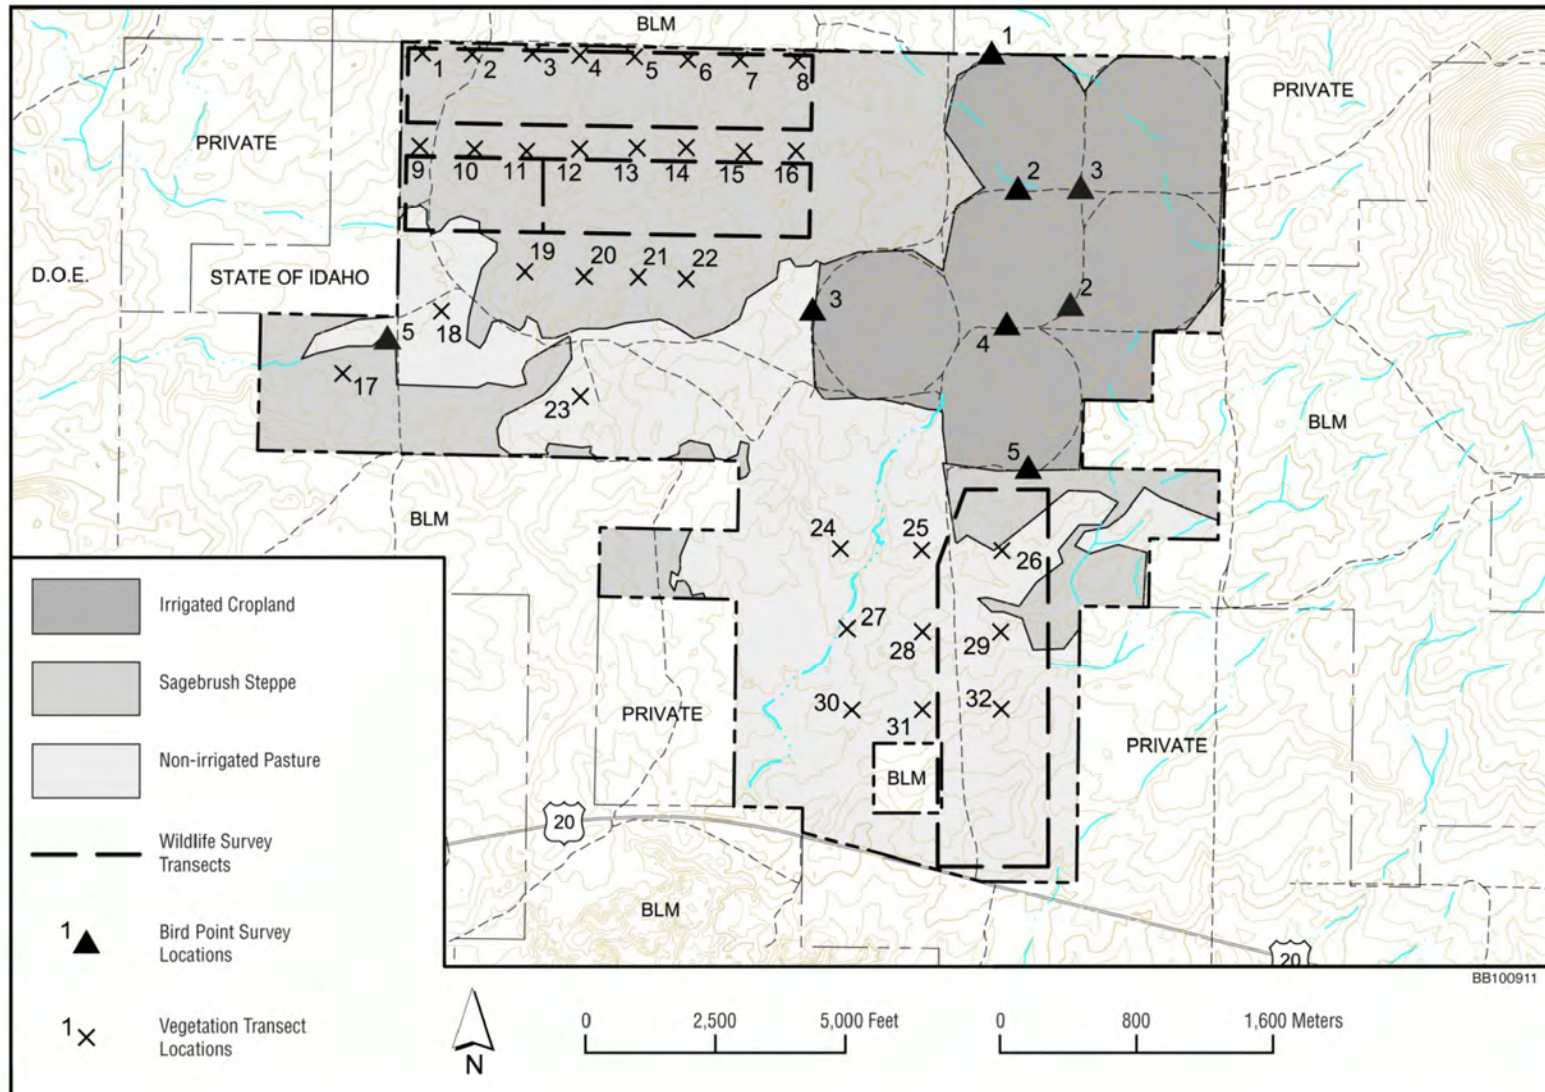 BLM
1
1 2 3 4 5 6 7 8
PRIVATE
PRIVATE
9 10 11 12 13 14 15 16
2 3
19 20 21 22
D.O.E.
STATE OF IDAHO
18
5
3
2
4
17
23
BLM
5
BLM
24 25 26
27 28 29
30 31 32
PRIVATE
PRIVATE
BLM
20
BLM
20
Irrigated Cropland
Sagebrush Steppe
Non-irrigated Pasture
Wildlife Survey
Transects
1 Bird Point Survey
Locations
1 Vegetation Transect
Locations
BB100911
N
0 2,500 5,000 Feet
0 800 1,600 Meters